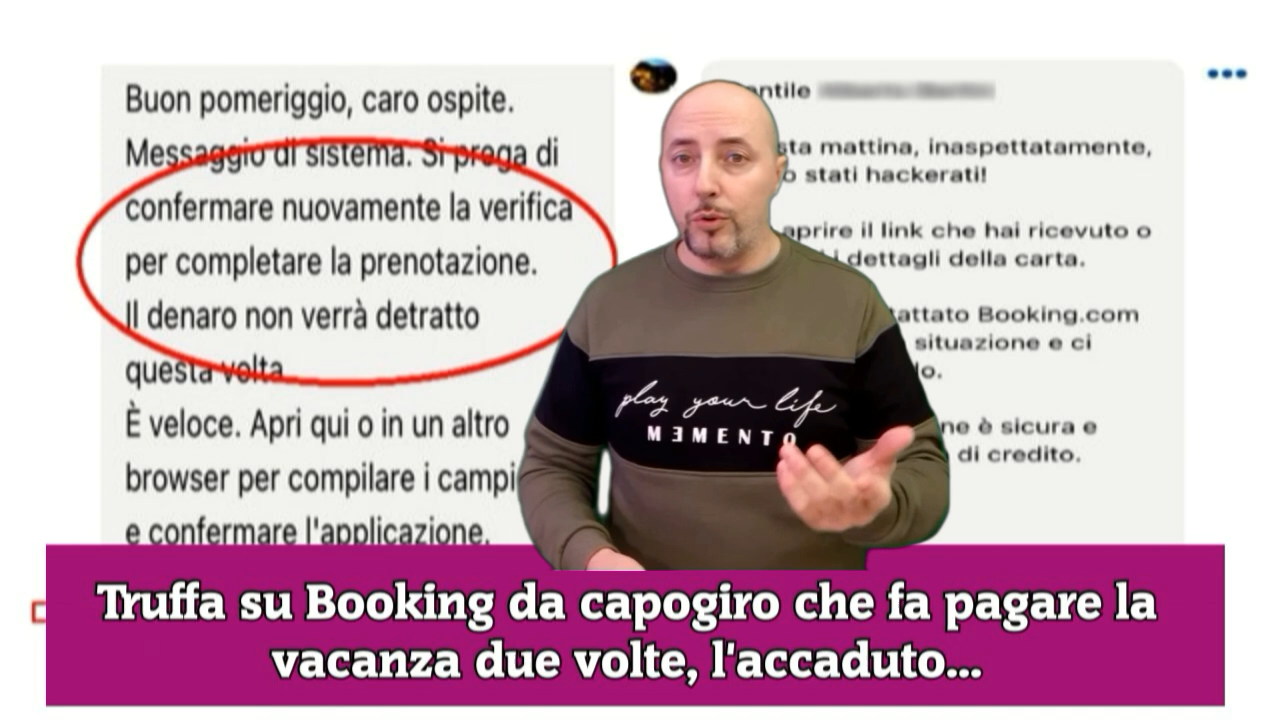 Buon pomeriggio, caro ospite.
Messaggio di sistema. Si prega di
confermare nuovamente la verifica
per completare la prenotazione.
Il denaro non verrà detratto
questa volta
È veloce. Apri qui o in un altro
browser per compilare i campi
e confermare l'applicazione.
sta mattina, inaspettatamente,
stati hackerati!
aprire il link che hai ricevuto o
dettagli della carta.
Booking.com
situazione e ci
è sicura e
di credito.
play your life
MƎMENTO
Truffa su Booking da capogiro che fa pagare la
vacanza due volte, l'accaduto...